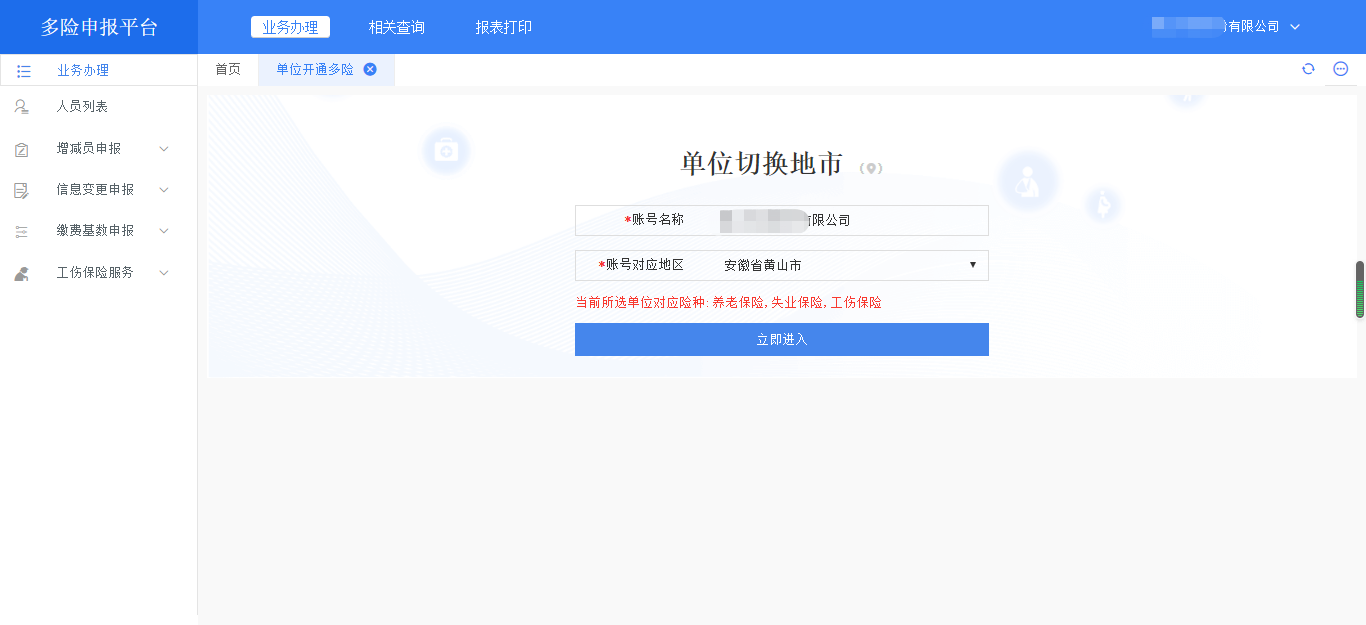 多险申报平台
业务办理
相关查询
报表打印
有限公司
业务办理
首页
单位开通多险
人员列表
增减员申报
信息变更申报
缴费基数申报
工伤保险服务
单位切换地市
*账号名称 有限公司
*账号对应地区 安徽省黄山市
当前所选单位对应险种: 养老保险, 失业保险, 工伤保险
立即进入